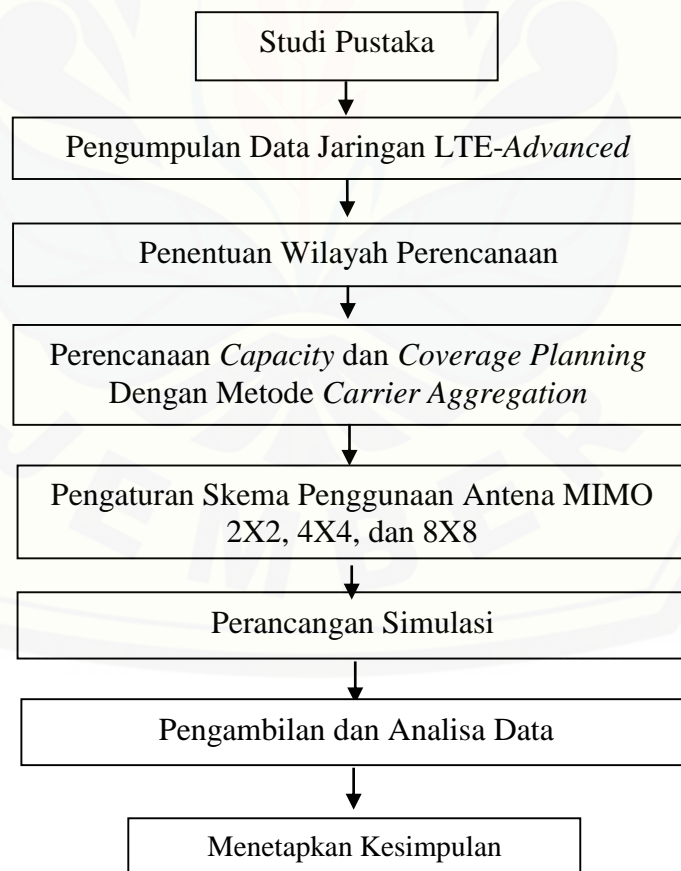 Studi Pustaka
Pengumpulan Data Jaringan LTE-Advanced
Penentuan Wilayah Perencanaan
Perencanaan Capacity dan Coverage Planning
Dengan Metode Carrier Aggregation
Pengaturan Skema Penggunaan Antena MIMO
2X2, 4X4, dan 8X8
JEMBER
Perancangan Simulasi
Pengambilan dan Analisa Data
Menetapkan Kesimpulan